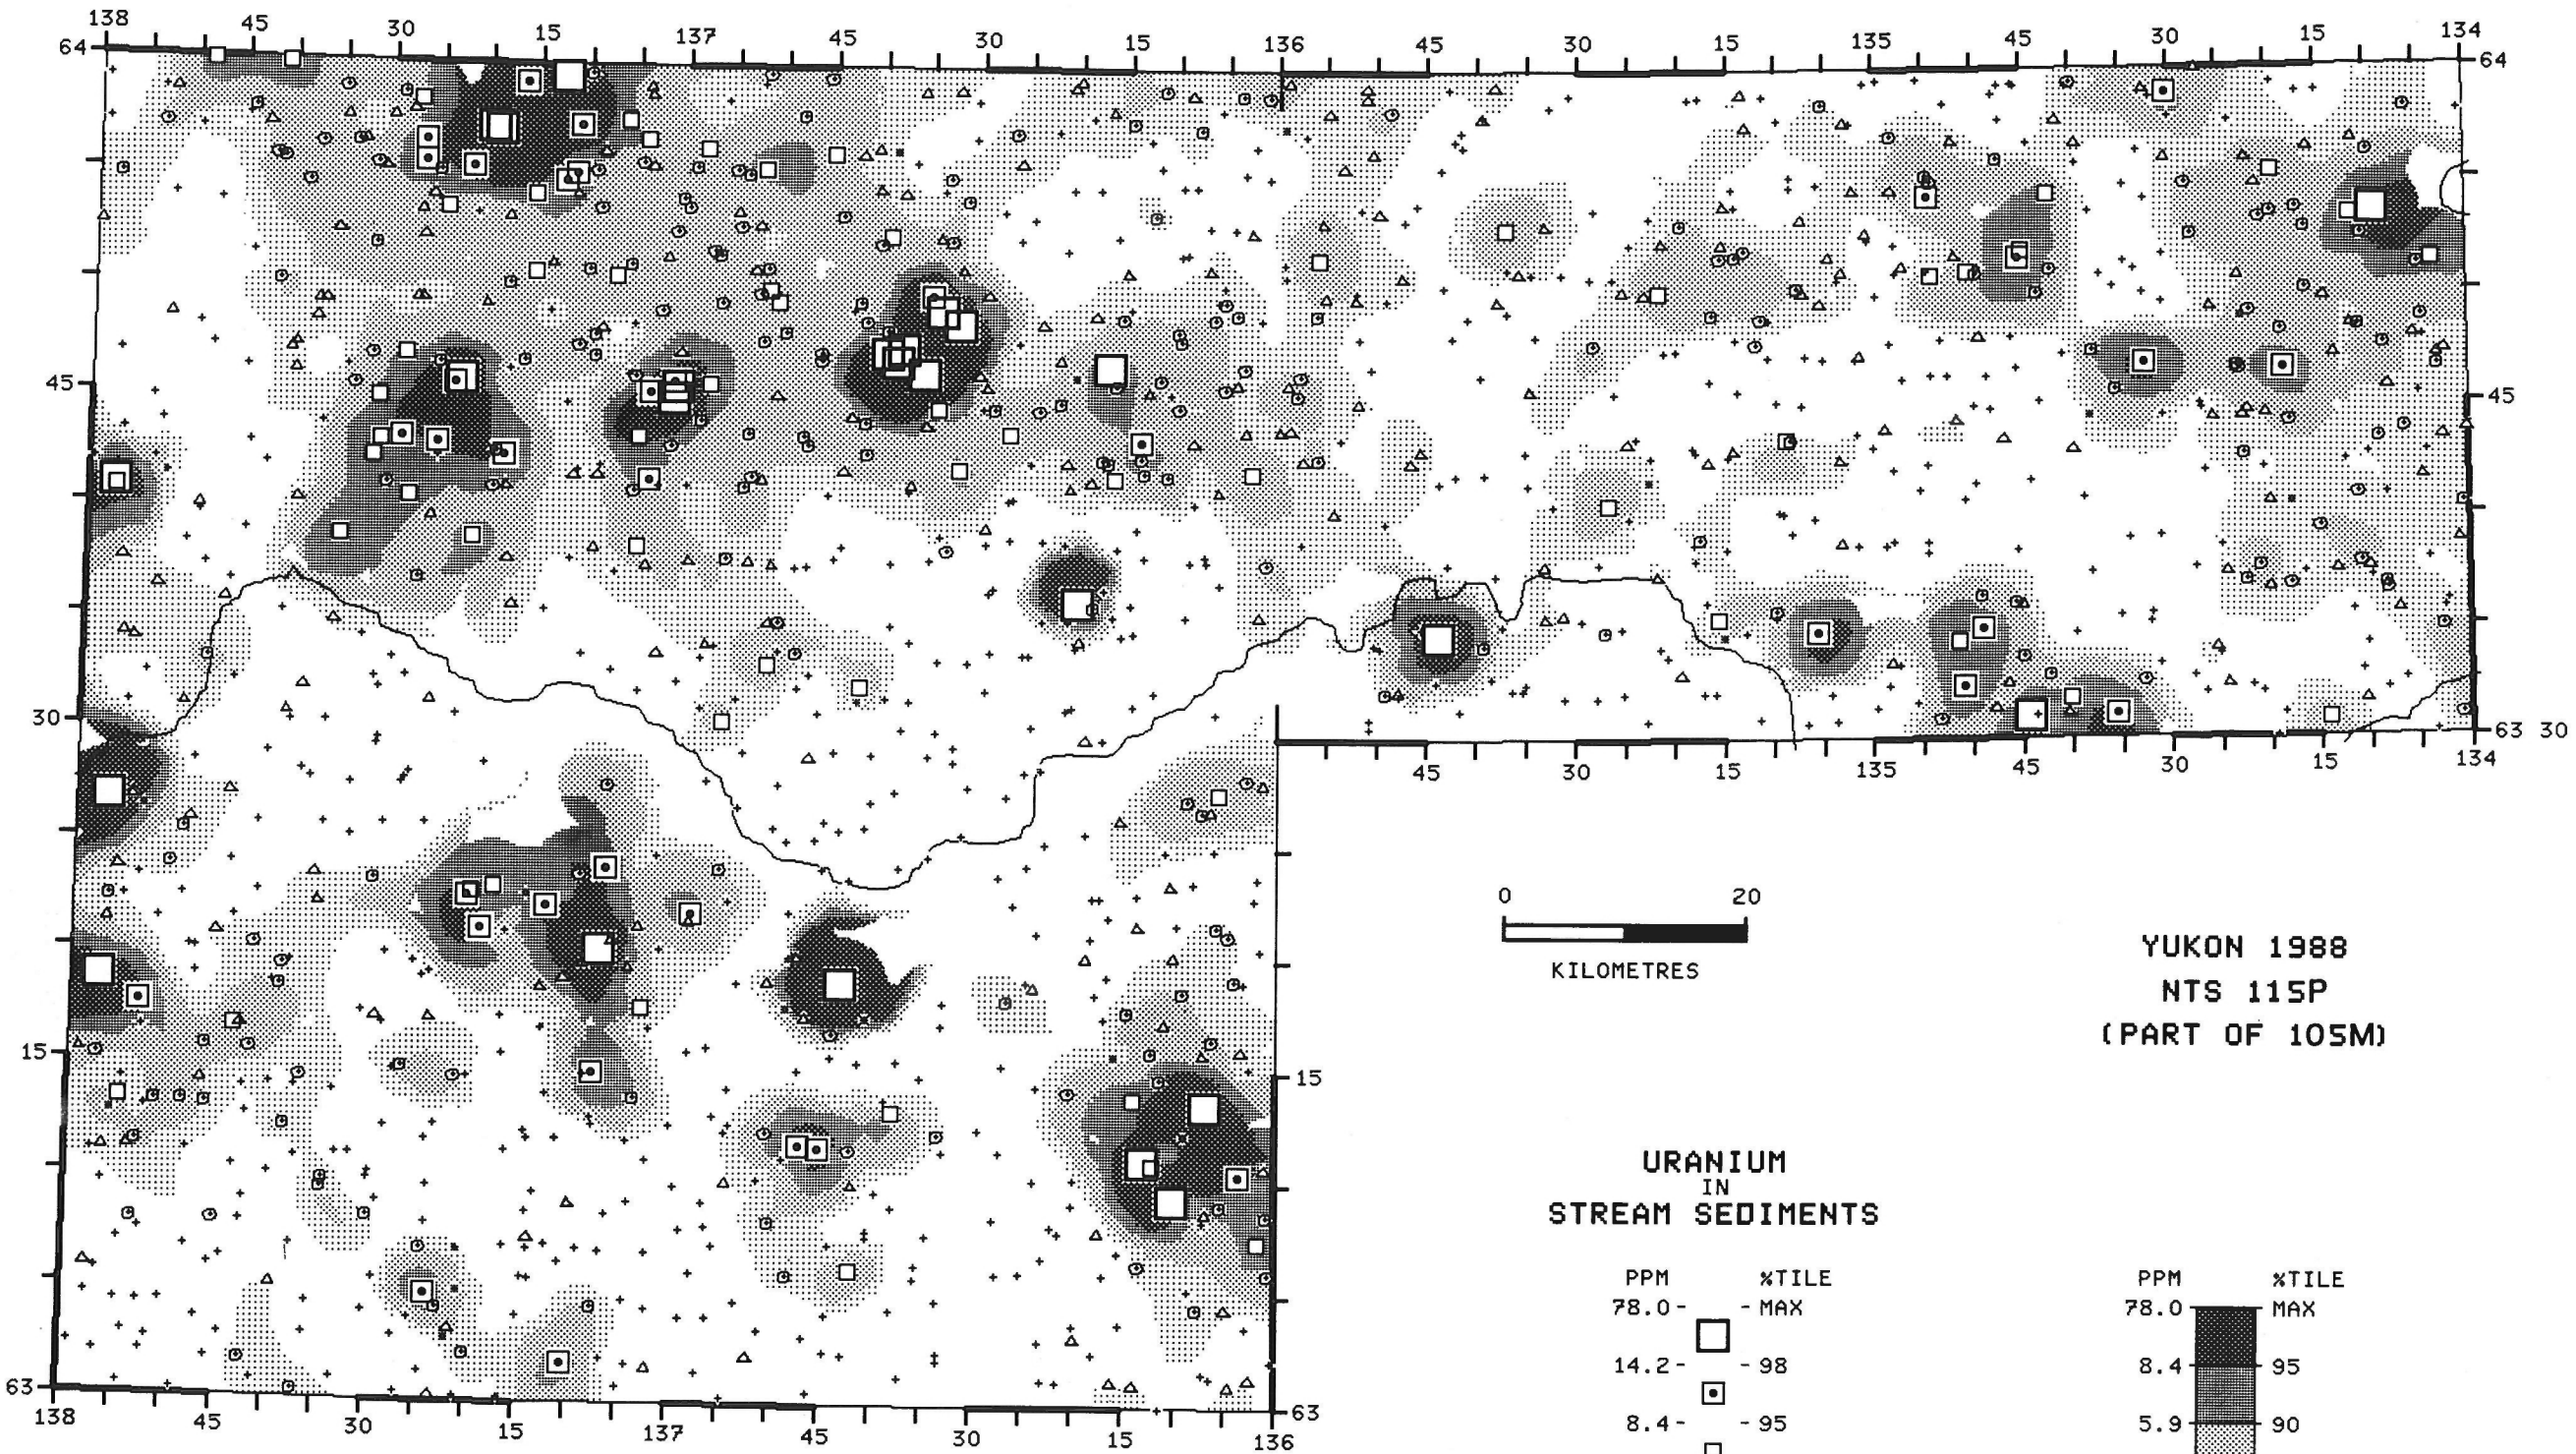 138 45 30 15 137 45 30 15 136 45 30 15 135 45 30 15 134
64 64
45 45
30 63 30
45 30 15 135 45 30 15 134
0 20
KILOMETRES
YUKON 1988
NTS 115P
(PART OF 105M)
15 15
URANIUM
IN
STREAM SEDIMENTS
PPM %TILE PPM %TILE
78.0- -MAX 78.0 MAX
14.2- -98 8.4 95
8.4- -95 5.9 90
63 63
138 45 30 15 137 45 30 15 136